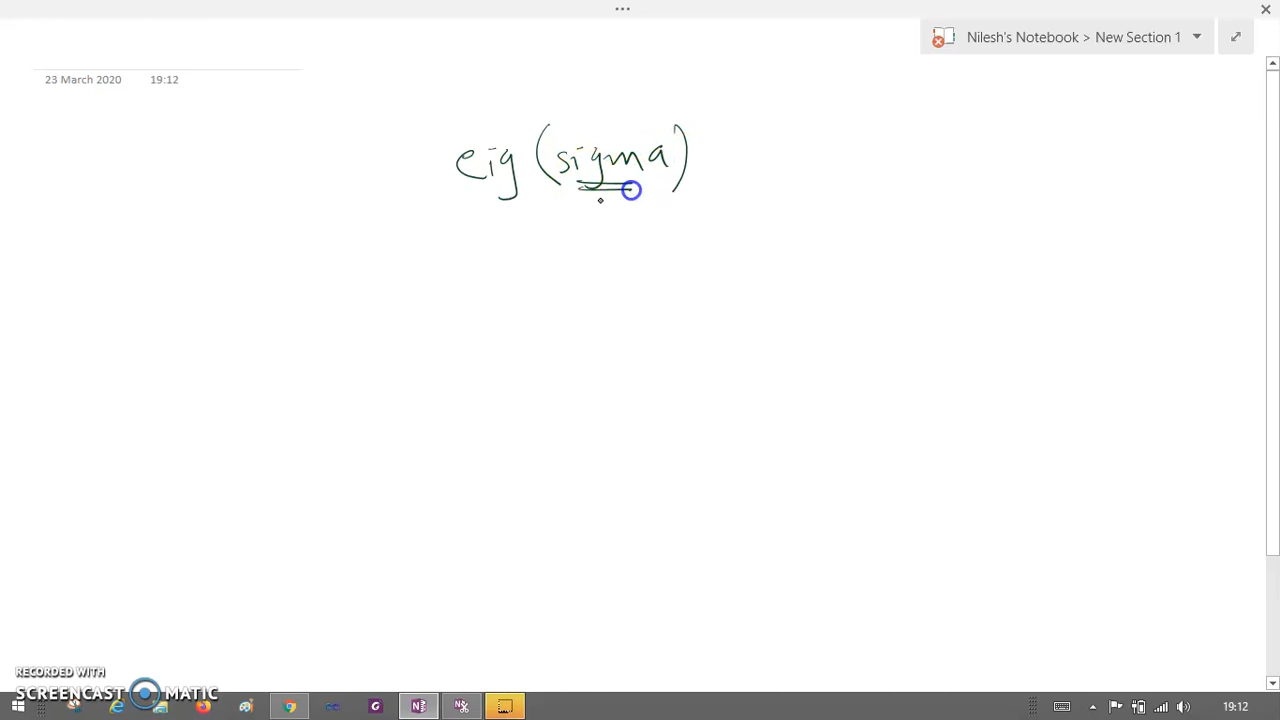 Nilesh's Notebook > New Section 1
23 March 2020 19:12
eig (sigma)
RECORDED WITH
SCREENCAST MATIC
19:12